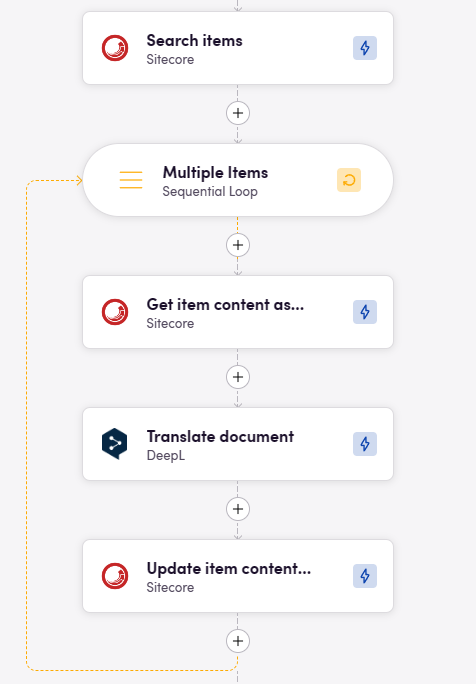 Search items
Sitecore
Multiple Items
Sequential Loop
Get item content as...
Sitecore
Translate document
DeepL
Update item content...
Sitecore